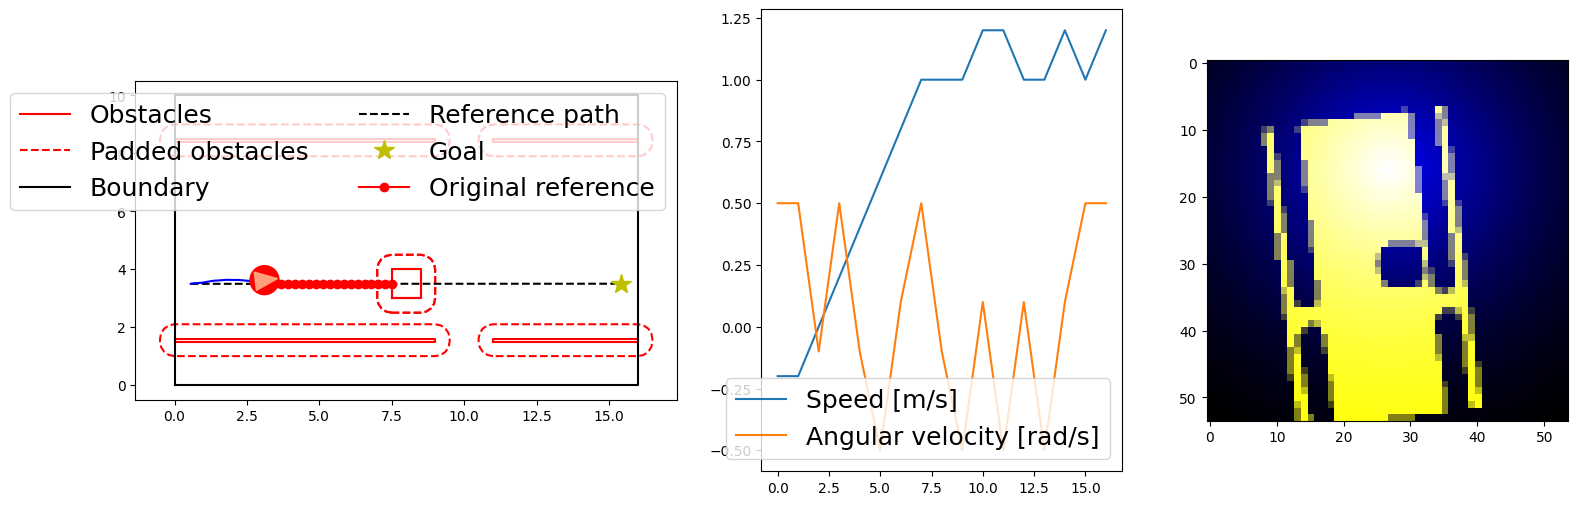 10
8
6
4
2
0
0.0 2.5 5.0 7.5 10.0 12.5 15.0
Obstacles
Padded obstacles
Boundary
Reference path
Goal
Original reference
1.25
1.00
0.75
0.50
0.25
0.00
−0.25
−0.50
0.0 2.5 5.0 7.5 10.0 12.5 15.0
Speed [m/s]
Angular velocity [rad/s]
0
10
20
30
40
50
0 10 20 30 40 50